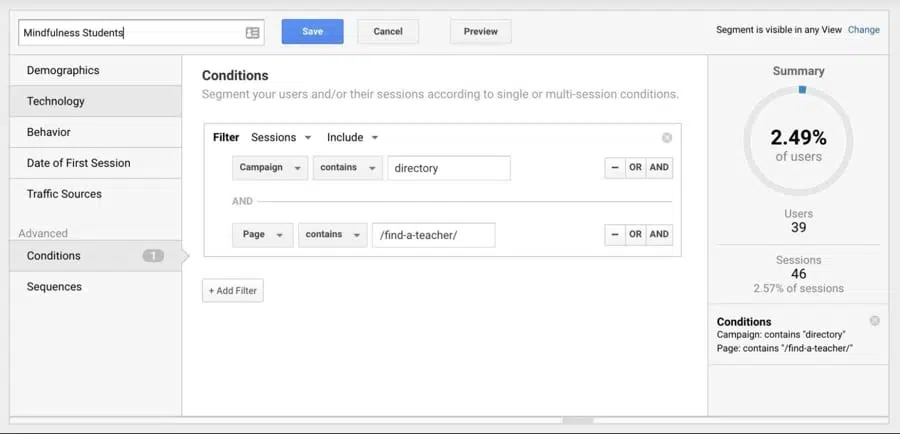 Mindfulness Students
Save
Cancel
Preview
Segment is visible in any View Change
Demographics
Technology
Behavior
Date of First Session
Traffic Sources
Advanced
Conditions 1
Sequences
Conditions
Segment your users and/or their sessions according to single or multi-session conditions.
Filter Sessions Include
Campaign contains directory − OR AND
AND
Page contains /find-a-teacher/ − OR AND
+ Add Filter
Summary
2.49%
of users
Users
39
Sessions
46
2.57% of sessions
Conditions
Campaign: contains "directory"
Page: contains "/find-a-teacher/"